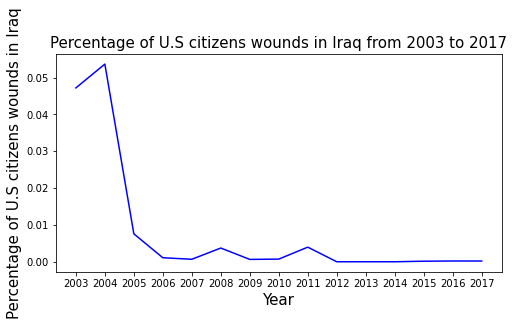 Percentage of U.S citizens wounds in Iraq from 2003 to 2017
Percentage of U.S citizens wounds in Iraq
0.05
0.04
0.03
0.02
0.01
0.00
2003 2004 2005 2006 2007 2008 2009 2010 2011 2012 2013 2014 2015 2016 2017
Year